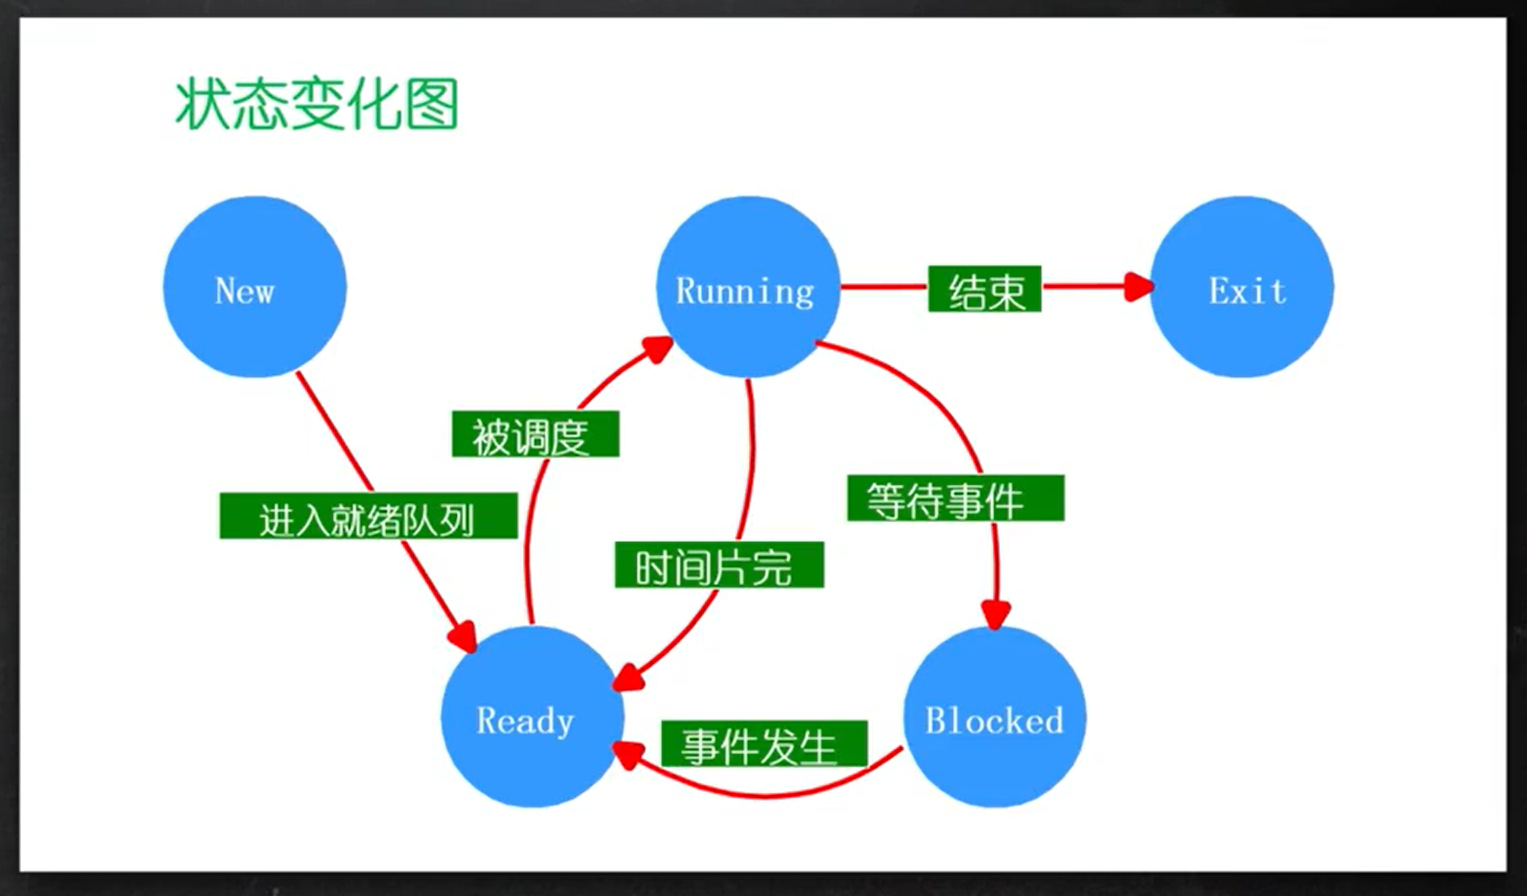 状态变化图
New
Running
结束
Exit
被调度
等待事件
进入就绪队列
时间片完
Ready
事件发生
Blocked